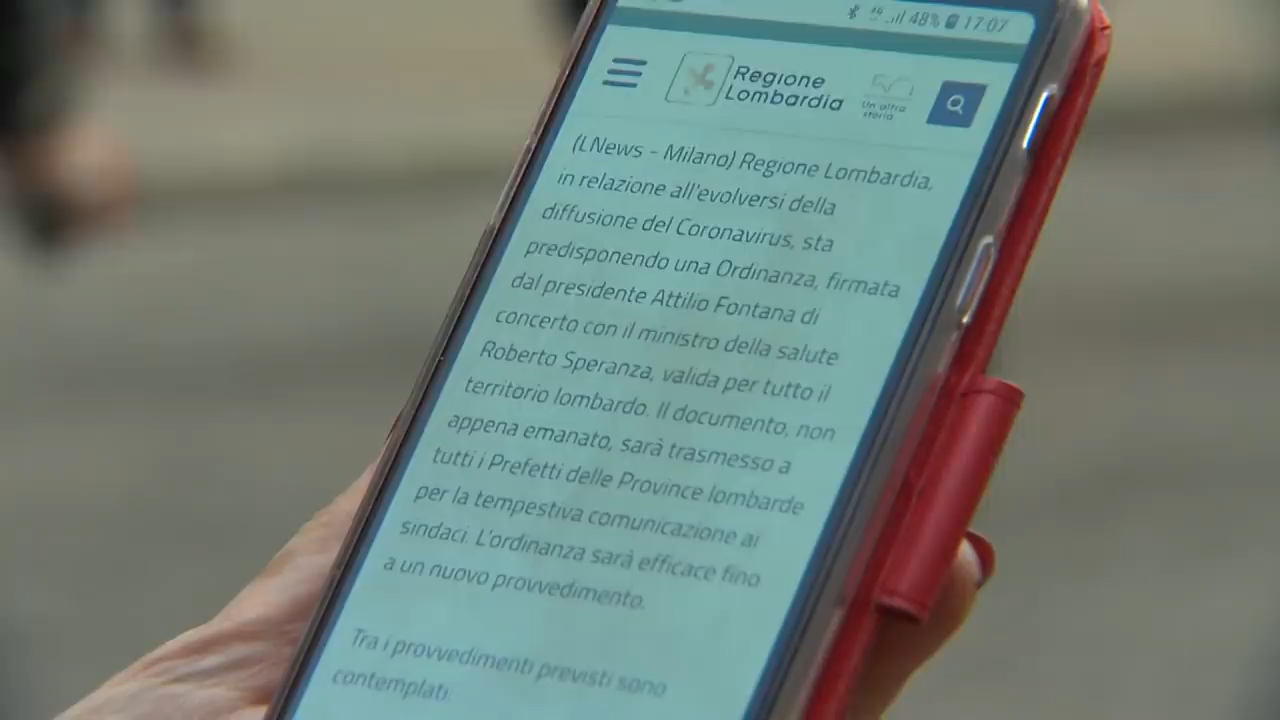 48% 17:07
Regione
Lombardia
Un'altra
storia
(LNews - Milano) Regione Lombardia,
in relazione all'evolversi della
diffusione del Coronavirus, sta
predisponendo una Ordinanza, firmata
dal presidente Attilio Fontana di
concerto con il ministro della salute
Roberto Speranza, valida per tutto il
territorio lombardo. Il documento, non
appena emanato, sarà trasmesso a
tutti i Prefetti delle Province lombarde
per la tempestiva comunicazione ai
sindaci. L'ordinanza sarà efficace fino
a un nuovo provvedimento.
Tra i provvedimenti previsti sono
contemplati: